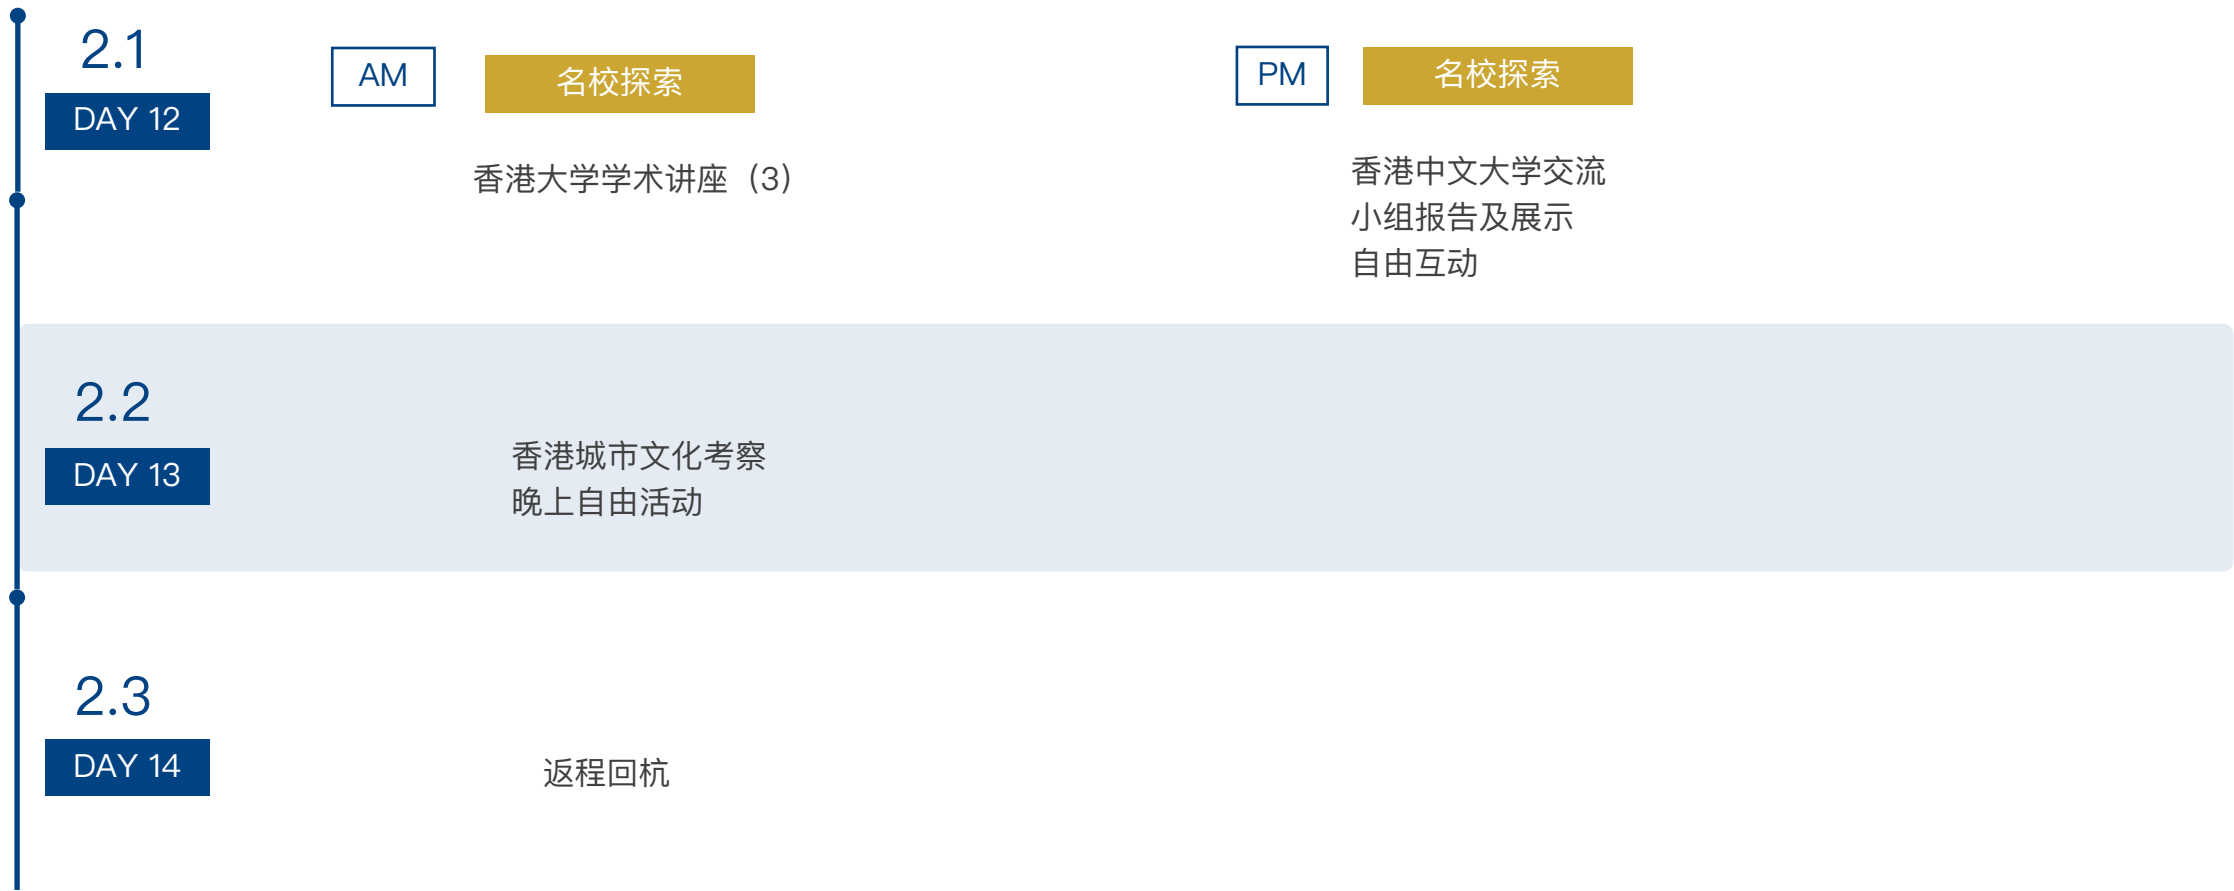 2.1
DAY 12
AM
名校探索
香港大学学术讲座（3）
PM
名校探索
香港中文大学交流
小组报告及展示
自由互动
2.2
DAY 13
香港城市文化考察
晚上自由活动
2.3
DAY 14
返程回杭